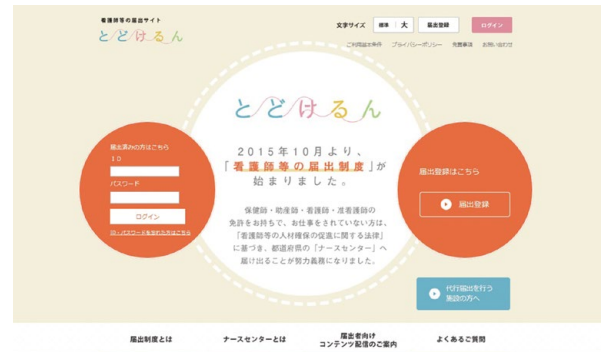 看護師等の届出サイト
とどけるん
文字サイズ 標準 大 届出登録 ログイン
ご利用端末条件 プライバシーポリシー 免責事項 お問い合わせ
とどけるん
2015年10月より、
「看護師等の届出制度」が
始まりました。
保健師・助産師・看護師・准看護師の
免許をお持ちで、お仕事をされていない方は、
「看護師等の人材確保の促進に関する法律」
に基づき、都道府県の「ナースセンター」へ
届け出ることが努力義務になりました。
届出済みの方はこちら
ID
パスワード
ログイン
ID・パスワードを忘れた方はこちら
届出登録はこちら
届出登録
代行届出を行う
施設の方へ
届出制度とは ナースセンターとは 届出者向け
コンテンツ配信のご案内 よくあるご質問